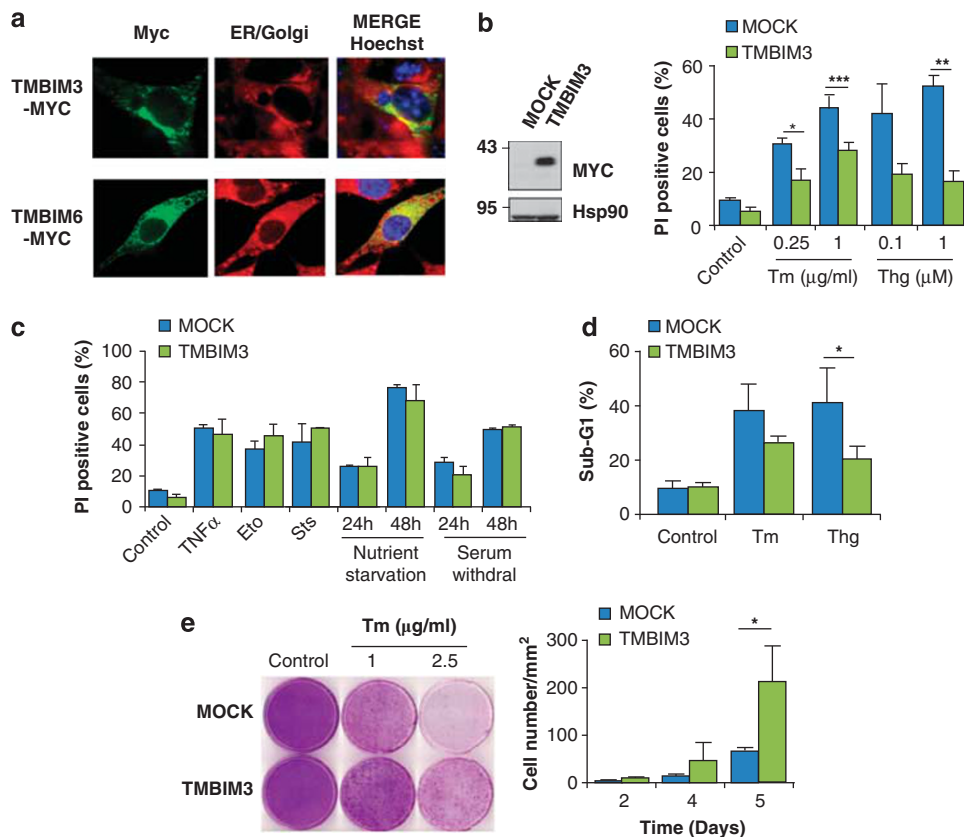 a
Myc
ER/Golgi
MERGE
Hoechst
TMBIM3
-MYC
TMBIM6
-MYC
b
MOCK
TMBIM3
43
MYC
95
Hsp90
MOCK
TMBIM3
PI positive cells (%)
60
40
20
0
*
***
**
Control
0.25
1
0.1
1
Tm (μg/ml)
Thg (μM)
c
MOCK
TMBIM3
PI positive cells (%)
100
80
60
40
20
0
Control
TNFα
Eto
Sts
24h
48h
24h
48h
Nutrient
starvation
Serum
withdral
d
MOCK
TMBIM3
Sub-G1 (%)
60
40
20
0
*
Control
Tm
Thg
e
Tm (μg/ml)
Control
1
2.5
MOCK
TMBIM3
MOCK
TMBIM3
Cell number/mm²
300
200
100
0
*
2
4
5
Time (Days)